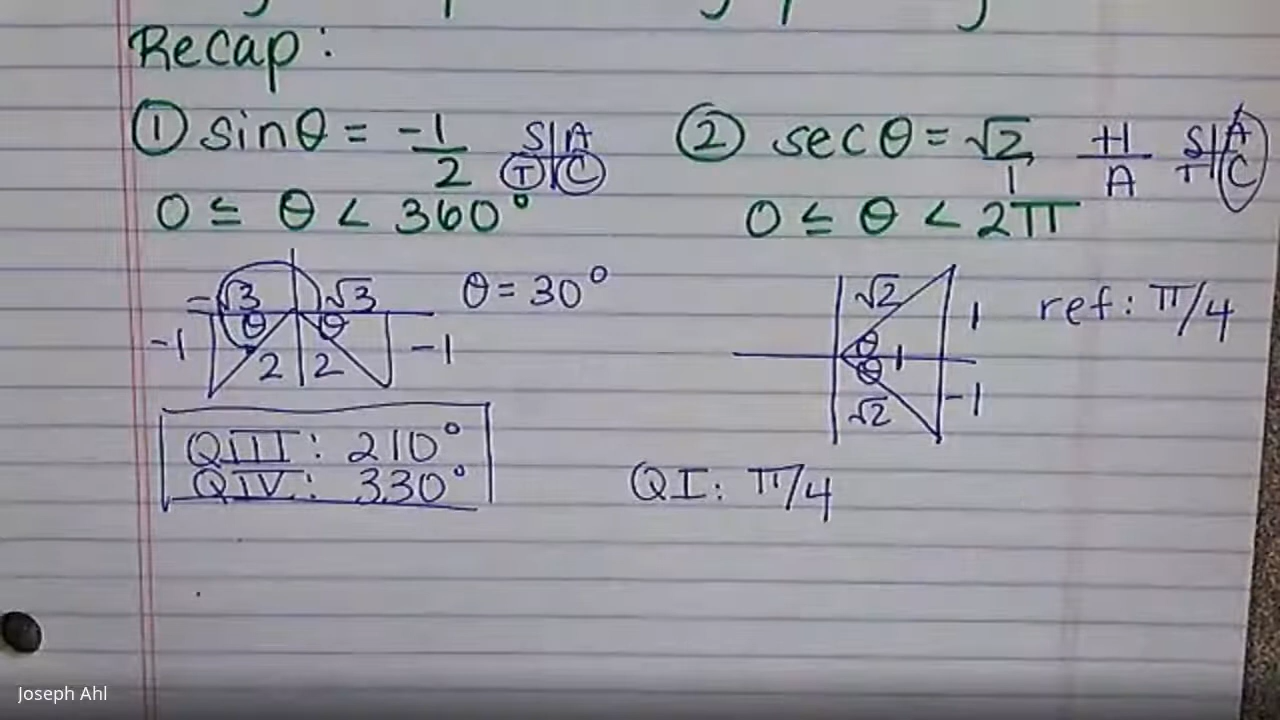 Recap:
① sinθ = -1/2 S|A T|C
0 ≤ θ < 360°
-√3 √3 θ = 30°
-1 θ θ -1
2 2
QIII: 210°
QIV: 330°
② secθ = √2/1 H/A S|A T|C
0 ≤ θ < 2π
√2 1 ref: π/4
θ 1
θ
√2 -1
QI: π/4
Joseph Ahl